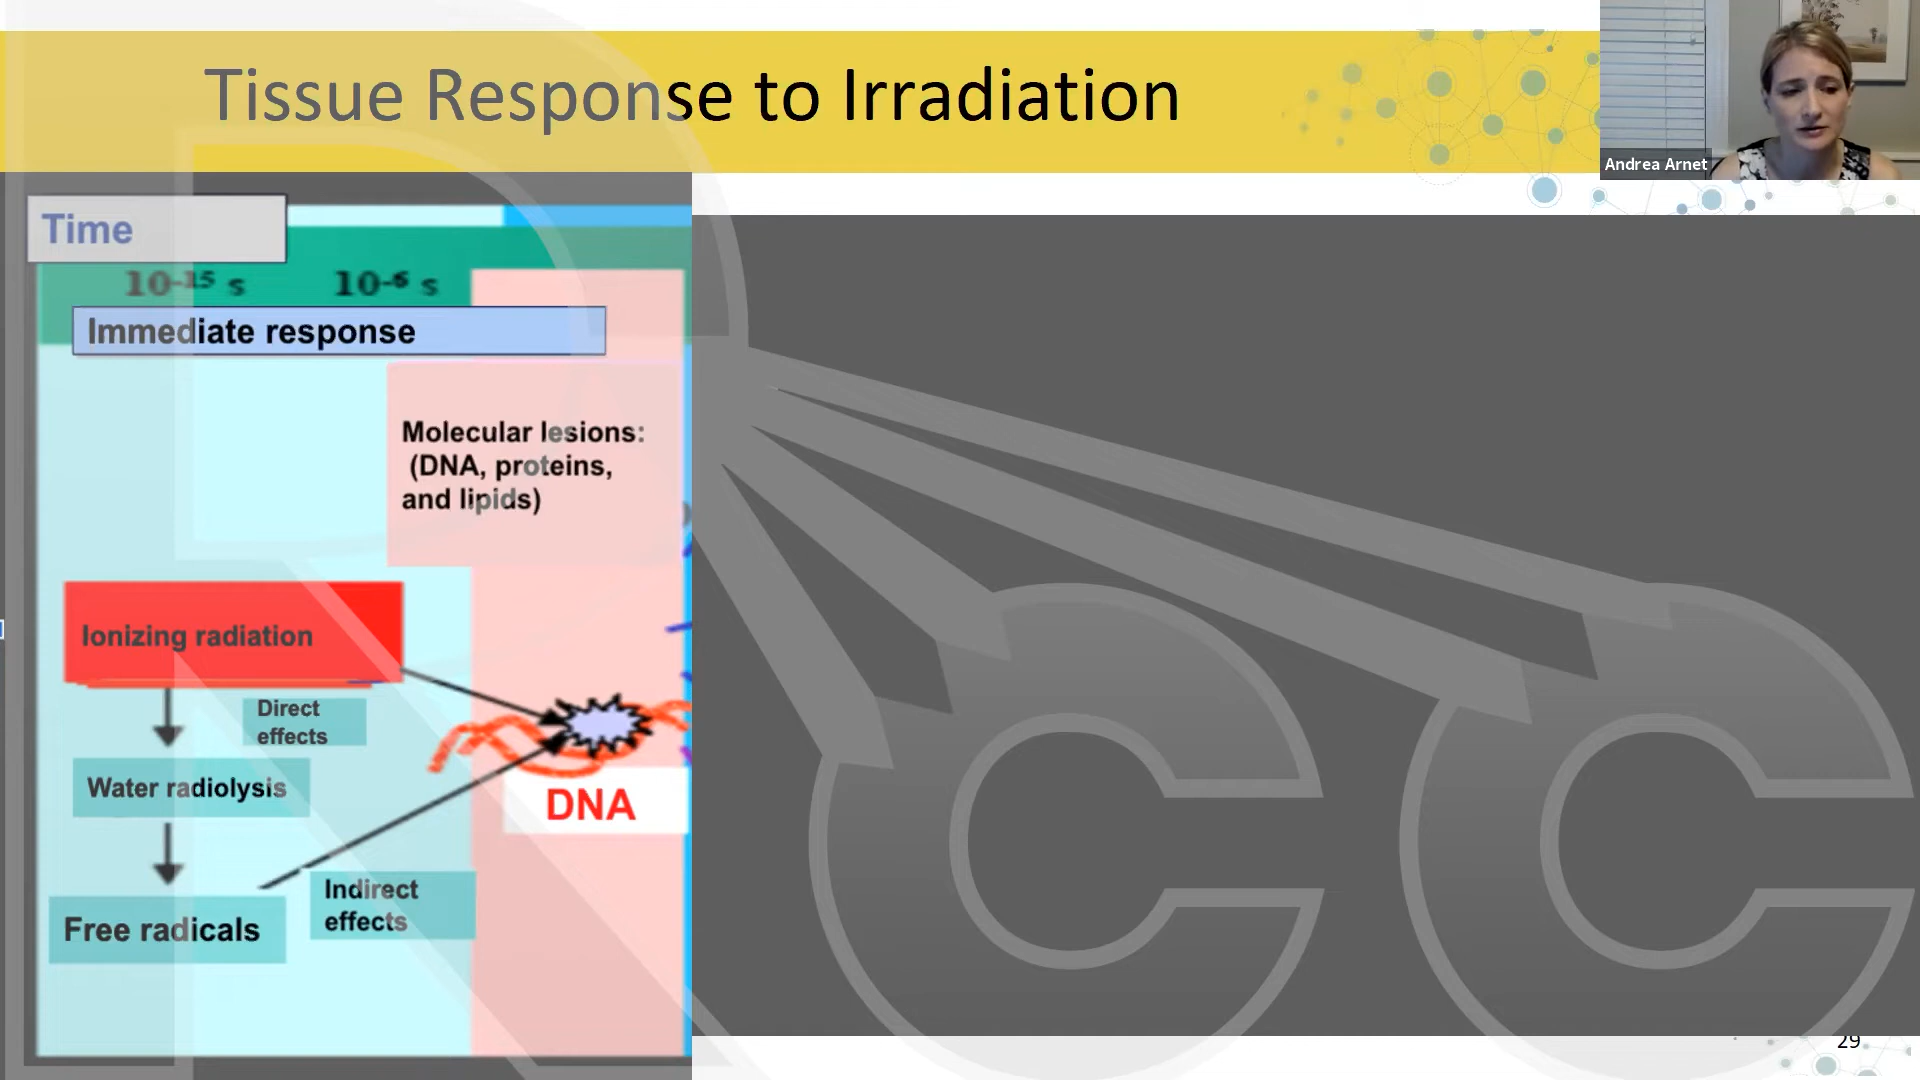 Tissue Response to Irradiation
Andrea Arnet
Time
10-15 s 10-6 s
Immediate response
Molecular lesions:
(DNA, proteins,
and lipids)
Ionizing radiation
Direct
effects
Water radiolysis
DNA
Indirect
effects
Free radicals
29
RCC